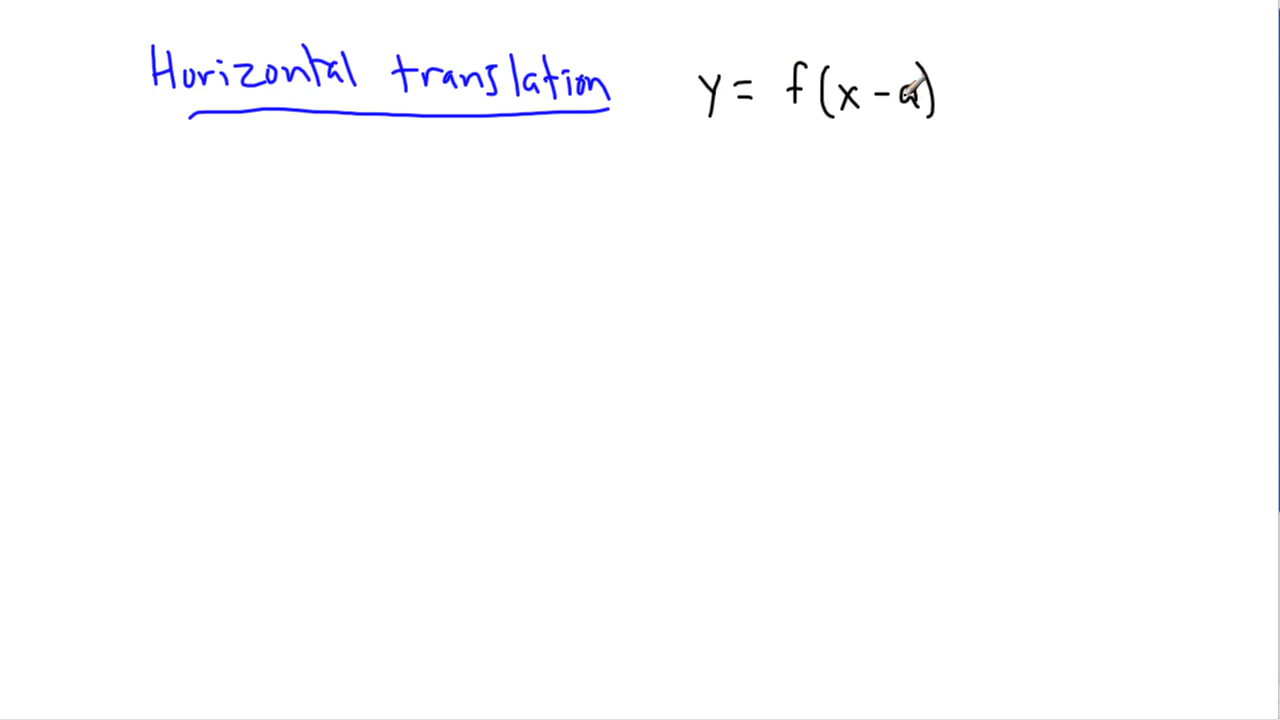 Horizontal translation y = f(x - a)